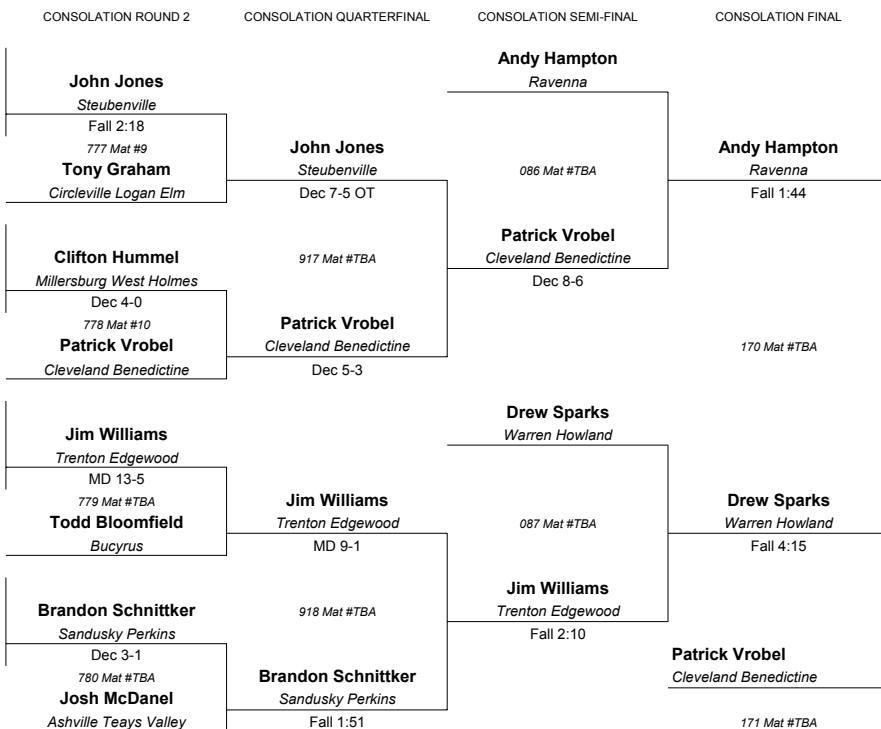 CONSOLATION ROUND 2
CONSOLATION QUARTERFINAL
CONSOLATION SEMI-FINAL
CONSOLATION FINAL
John Jones
Steubenville
Fall 2:18
777 Mat #9
Tony Graham
Circleville Logan Elm
Clifton Hummel
Millersburg West Holmes
Dec 4-0
778 Mat #10
Patrick Vrobel
Cleveland Benedictine
Jim Williams
Trenton Edgewood
MD 13-5
779 Mat #TBA
Todd Bloomfield
Bucyrus
Brandon Schnittker
Sandusky Perkins
Dec 3-1
780 Mat #TBA
Josh McDanel
Ashville Teays Valley
John Jones
Steubenville
Dec 7-5 OT
917 Mat #TBA
Patrick Vrobel
Cleveland Benedictine
Dec 5-3
Jim Williams
Trenton Edgewood
MD 9-1
918 Mat #TBA
Brandon Schnittker
Sandusky Perkins
Fall 1:51
Andy Hampton
Ravenna
086 Mat #TBA
Patrick Vrobel
Cleveland Benedictine
Dec 8-6
Drew Sparks
Warren Howland
087 Mat #TBA
Jim Williams
Trenton Edgewood
Fall 2:10
Andy Hampton
Ravenna
Fall 1:44
170 Mat #TBA
Drew Sparks
Warren Howland
Fall 4:15
Patrick Vrobel
Cleveland Benedictine
171 Mat #TBA